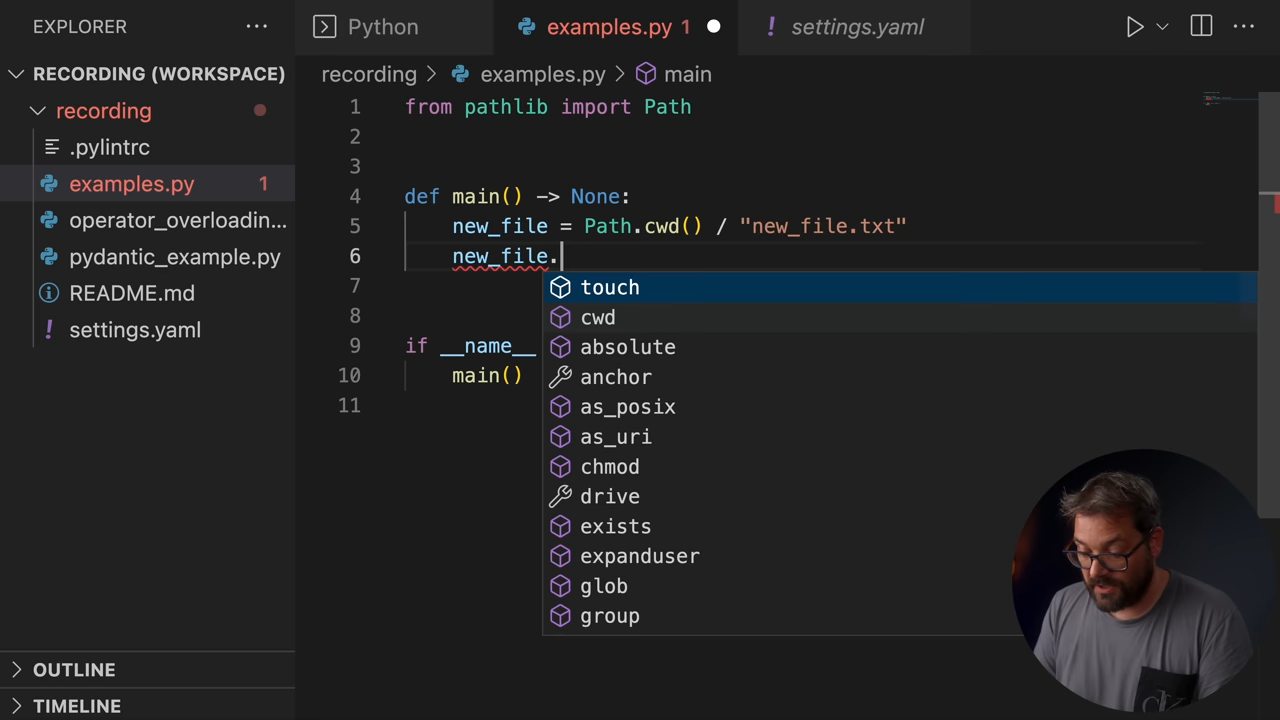 EXPLORER
Python
examples.py 1
! settings.yaml
RECORDING (WORKSPACE)
recording
.pylintrc
examples.py 1
operator_overloadin...
pydantic_example.py
README.md
! settings.yaml
OUTLINE
TIMELINE
recording > examples.py > main
1 from pathlib import Path
2
3
4 def main() -> None:
5 new_file = Path.cwd() / "new_file.txt"
6 new_file.
7
8
9 if __name__
10 main()
11
touch
cwd
absolute
anchor
as_posix
as_uri
chmod
drive
exists
expanduser
glob
group